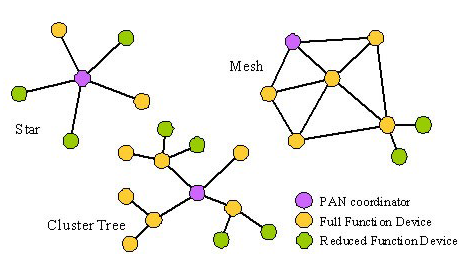 Mesh
Star
Cluster Tree
PAN coordinator
Full Function Device
Reduced Function Device